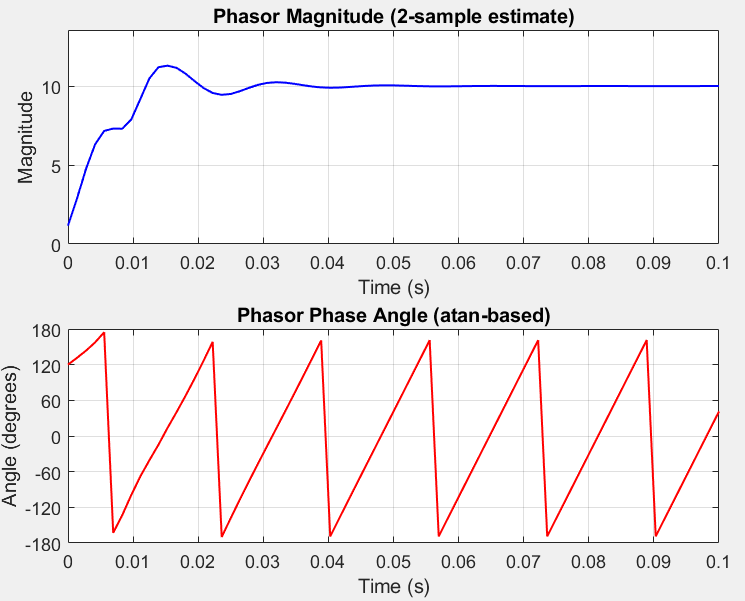 Phasor Magnitude (2-sample estimate)
10
5
0
Magnitude
0 0.01 0.02 0.03 0.04 0.05 0.06 0.07 0.08 0.09 0.1
Time (s)
Phasor Phase Angle (atan-based)
180
120
60
0
-60
-120
-180
Angle (degrees)
0 0.01 0.02 0.03 0.04 0.05 0.06 0.07 0.08 0.09 0.1
Time (s)